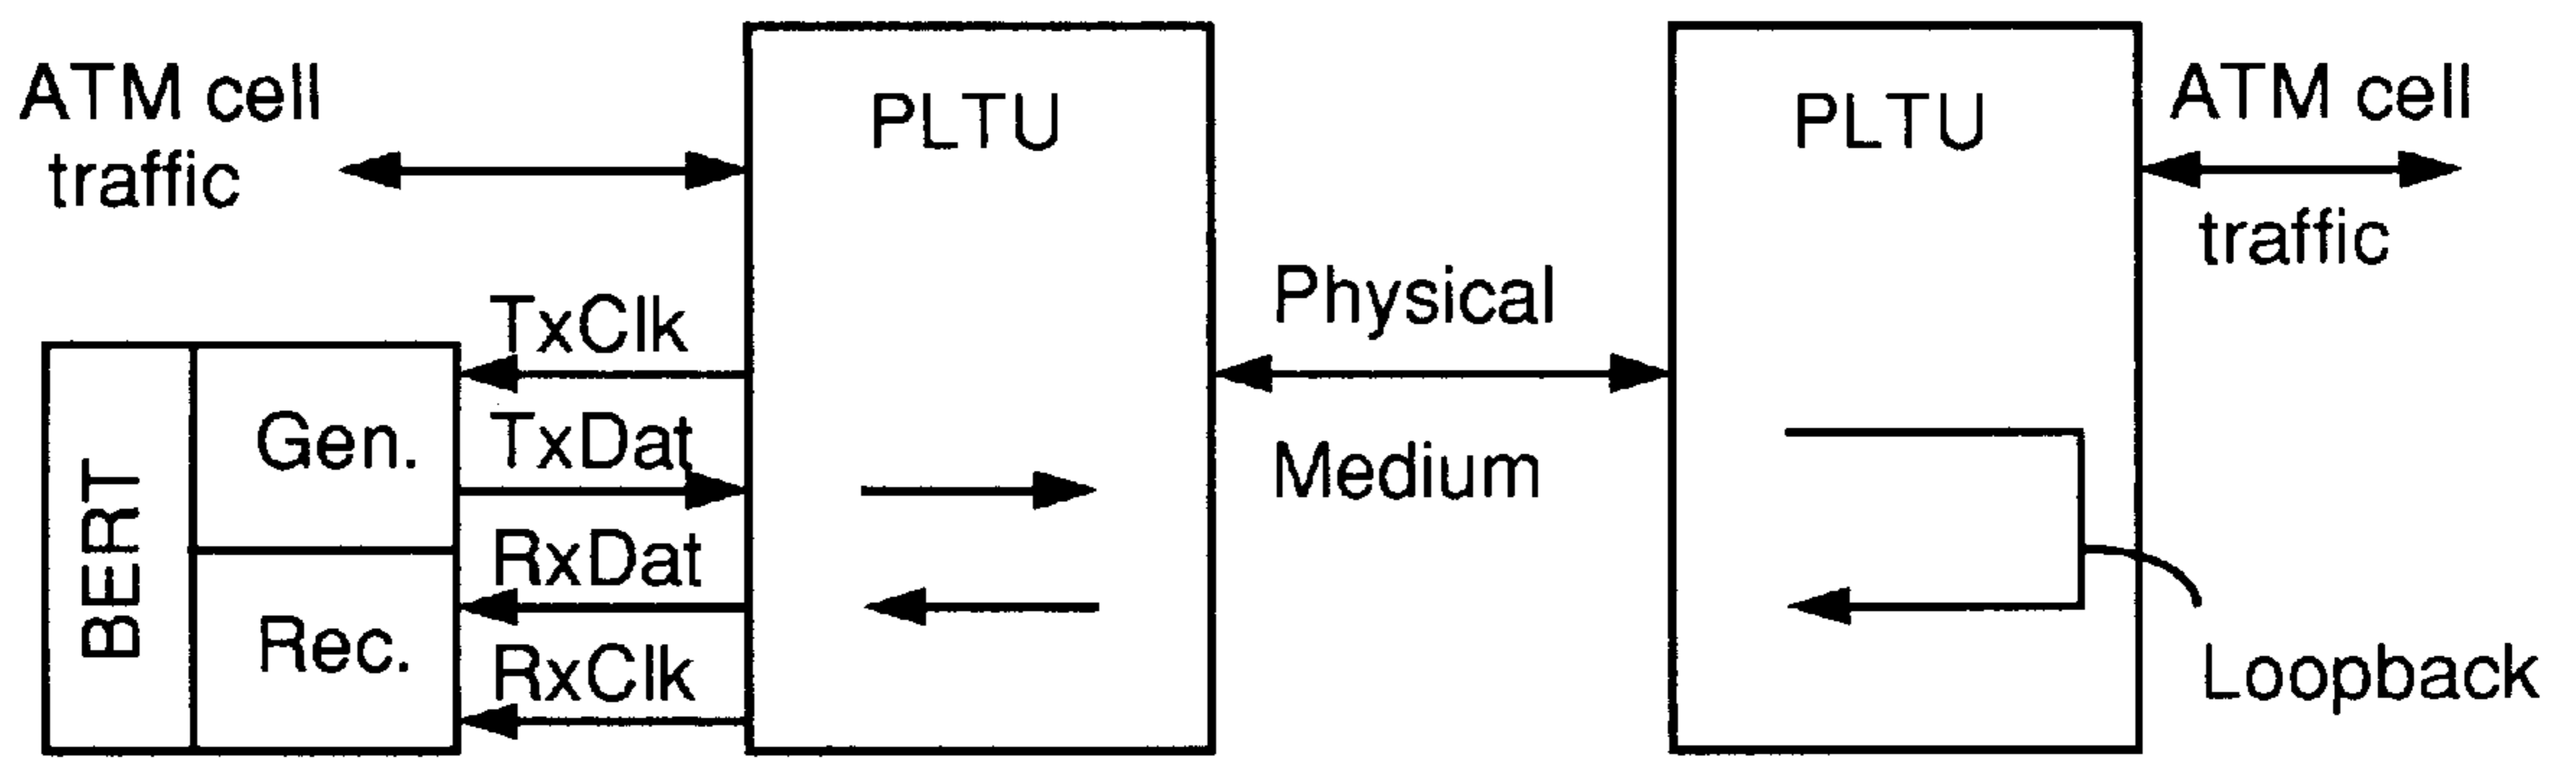 ATM cell
traffic
PLTU
PLTU
ATM cell
traffic
TxClk
Physical
BERT
Gen.
TxDat
Medium
RxDat
Rec.
RxClk
Loopback